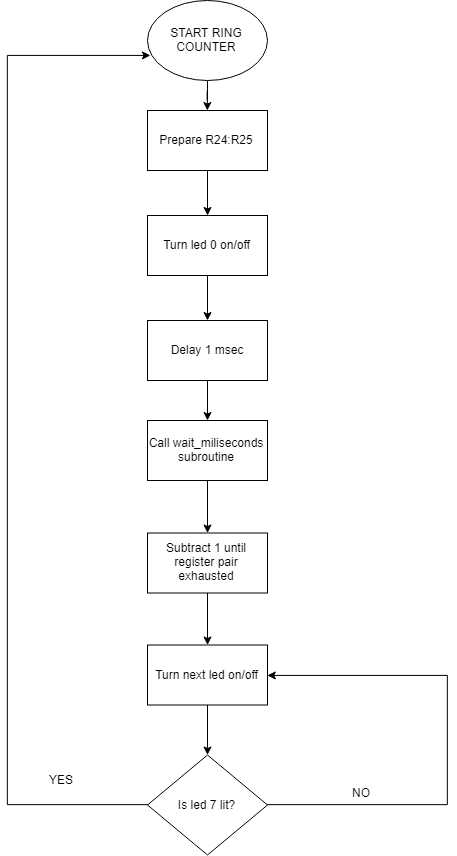 START RING
COUNTER
Prepare R24:R25
Turn led 0 on/off
Delay 1 msec
Call wait_miliseconds
subroutine
Subtract 1 until
register pair
exhausted
Turn next led on/off
Is led 7 lit?
YES
NO